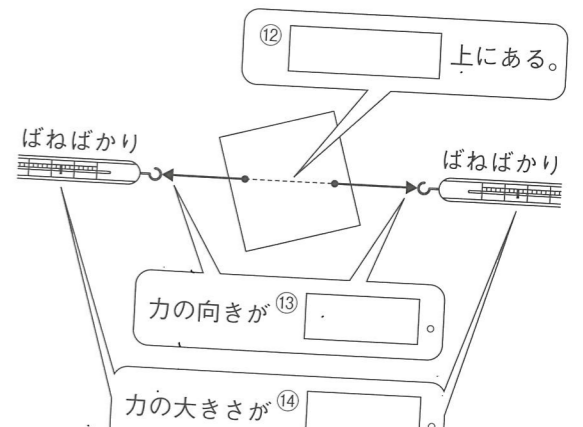 ⑫ 上にある。
ばねばかり
ばねばかり
力の向きが ⑬ 。
力の大きさが ⑭ 。